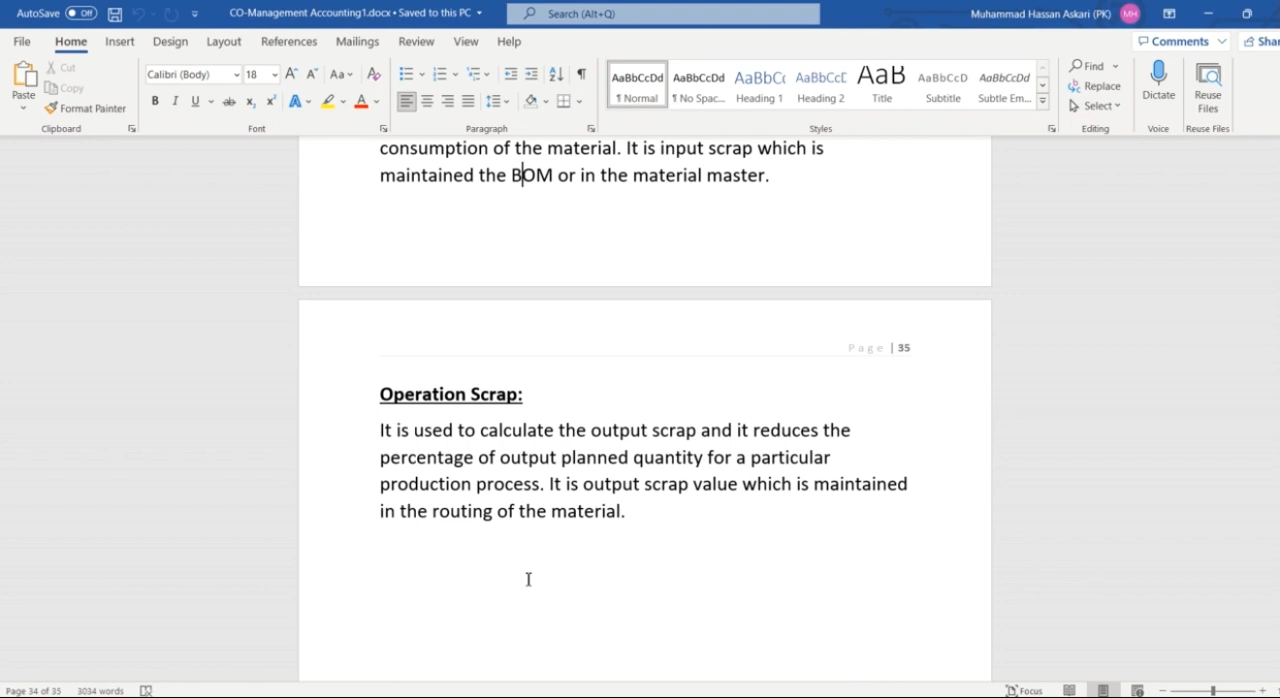 AutoSave Off CO-Management Accounting1.docx • Saved to this PC Search (Alt+Q) Muhammad Hassan Askari (PK) MH
File Home Insert Design Layout References Mailings Review View Help Comments Shar
Paste Cut Copy Format Painter
Calibri (Body) 18
AaBbCcDd AaBbCcDd AaBbCc AaBbCcD AaB AaBbCcD AaBbCcDd
¶ Normal ¶ No Spac... Heading 1 Heading 2 Title Subtitle Subtle Em...
Find Replace Select Dictate Reuse Files
Clipboard Font Paragraph Styles Editing Voice Reuse Files
consumption of the material. It is input scrap which is
maintained the BOM or in the material master.
Page | 35
Operation Scrap:
It is used to calculate the output scrap and it reduces the
percentage of output planned quantity for a particular
production process. It is output scrap value which is maintained
in the routing of the material.
Page 34 of 35 3034 words Focus